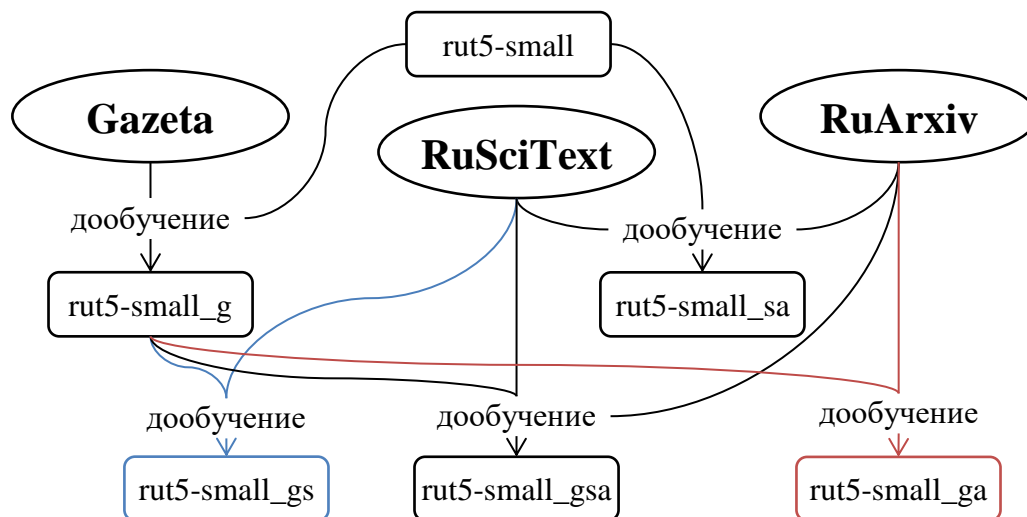 rut5-small
Gazeta
RuSciText
RuArxiv
дообучение
дообучение
rut5-small_g
rut5-small_sa
дообучение
дообучение
дообучение
rut5-small_gs
rut5-small_gsa
rut5-small_ga